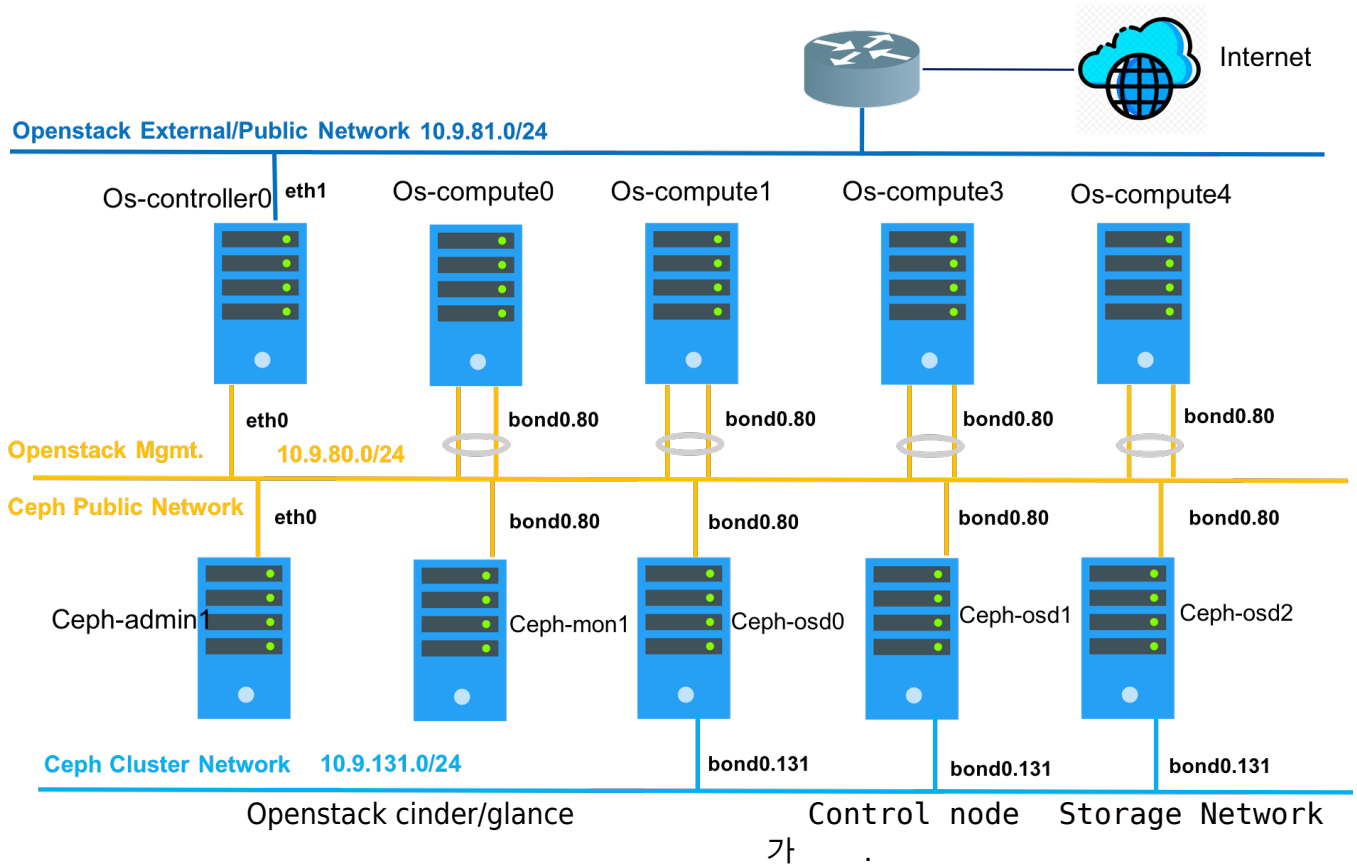 Internet
Openstack External/Public Network 10.9.81.0/24
Os-controller0 eth1 Os-compute0 Os-compute1 Os-compute3 Os-compute4
eth0 bond0.80 bond0.80 bond0.80 bond0.80
Openstack Mgmt. 10.9.80.0/24
Ceph Public Network
eth0 bond0.80 bond0.80 bond0.80 bond0.80
Ceph-admin1 Ceph-mon1 Ceph-osd0 Ceph-osd1 Ceph-osd2
Ceph Cluster Network 10.9.131.0/24 bond0.131 bond0.131 bond0.131
Openstack cinder/glance Control node Storage Network
가 .